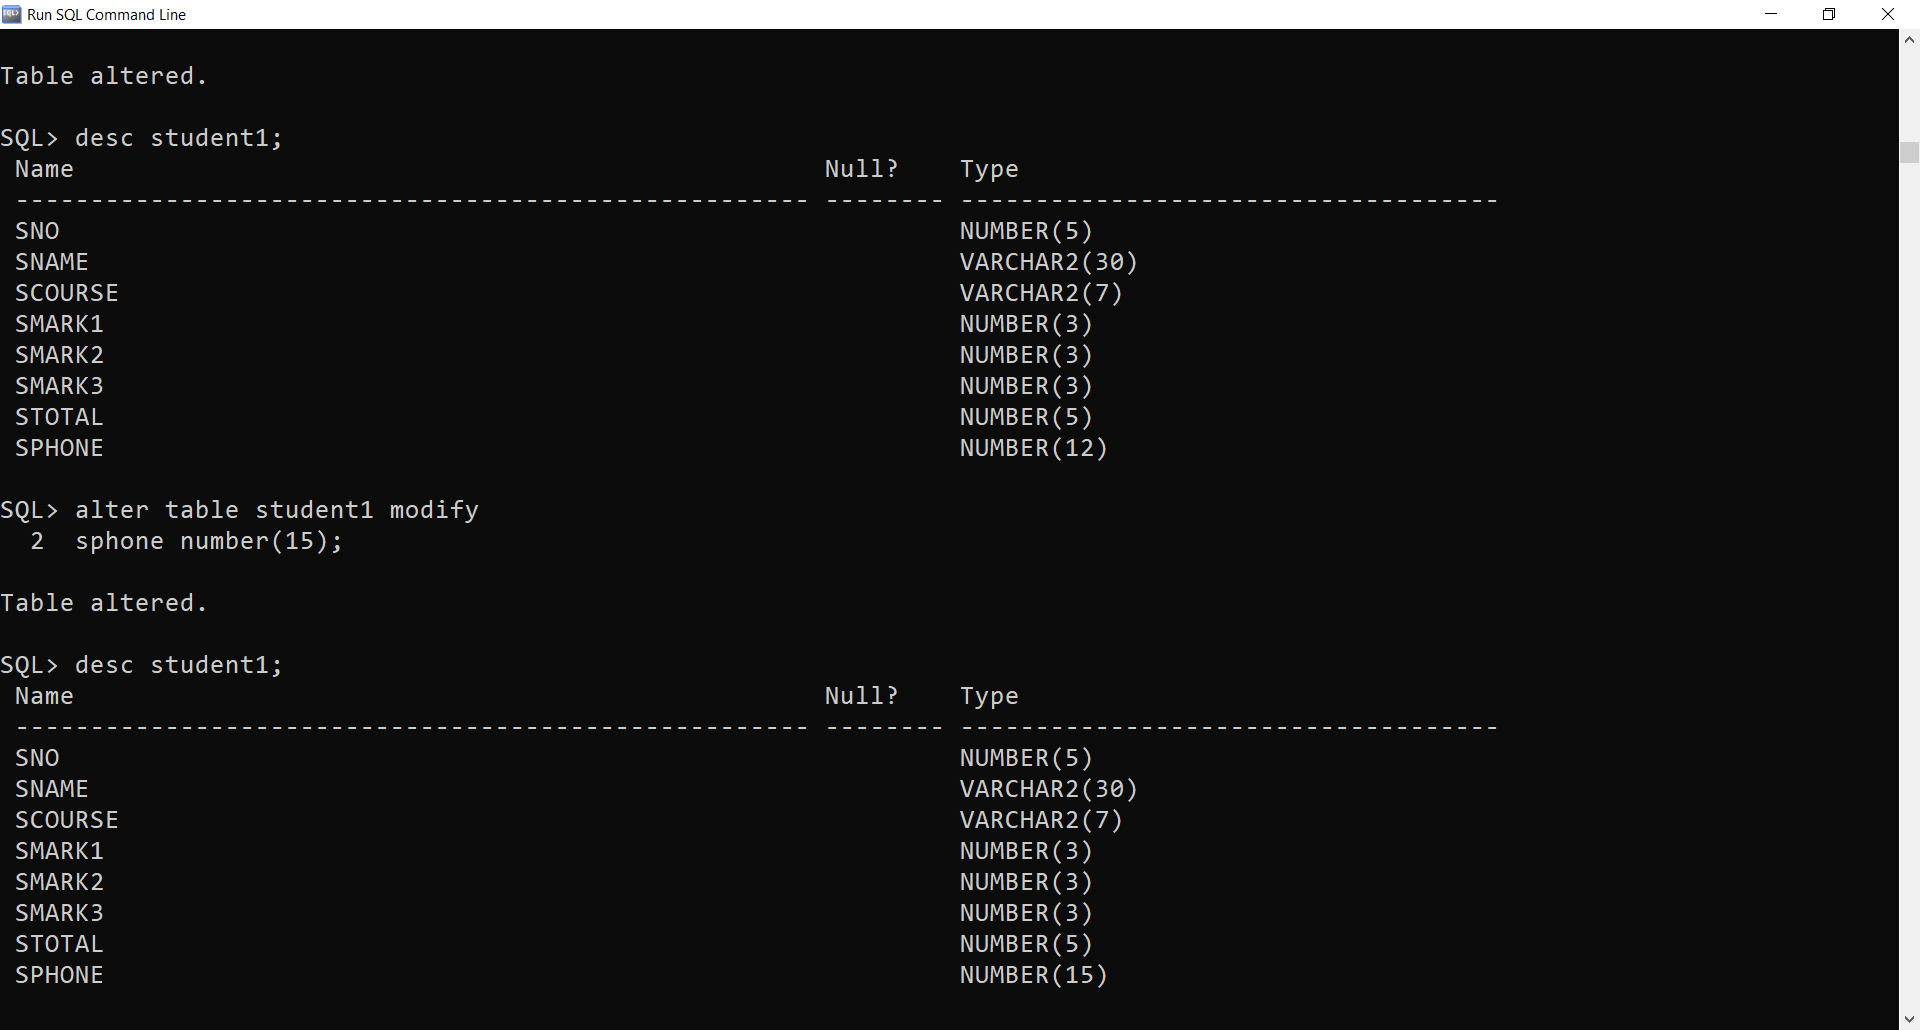 Run SQL Command Line
Table altered.
SQL> desc student1;
Name Null? Type
----------------------------------------------------- -------- ------------------------------------
SNO NUMBER(5)
SNAME VARCHAR2(30)
SCOURSE VARCHAR2(7)
SMARK1 NUMBER(3)
SMARK2 NUMBER(3)
SMARK3 NUMBER(3)
STOTAL NUMBER(5)
SPHONE NUMBER(12)
SQL> alter table student1 modify
2 sphone number(15);
Table altered.
SQL> desc student1;
Name Null? Type
----------------------------------------------------- -------- ------------------------------------
SNO NUMBER(5)
SNAME VARCHAR2(30)
SCOURSE VARCHAR2(7)
SMARK1 NUMBER(3)
SMARK2 NUMBER(3)
SMARK3 NUMBER(3)
STOTAL NUMBER(5)
SPHONE NUMBER(15)